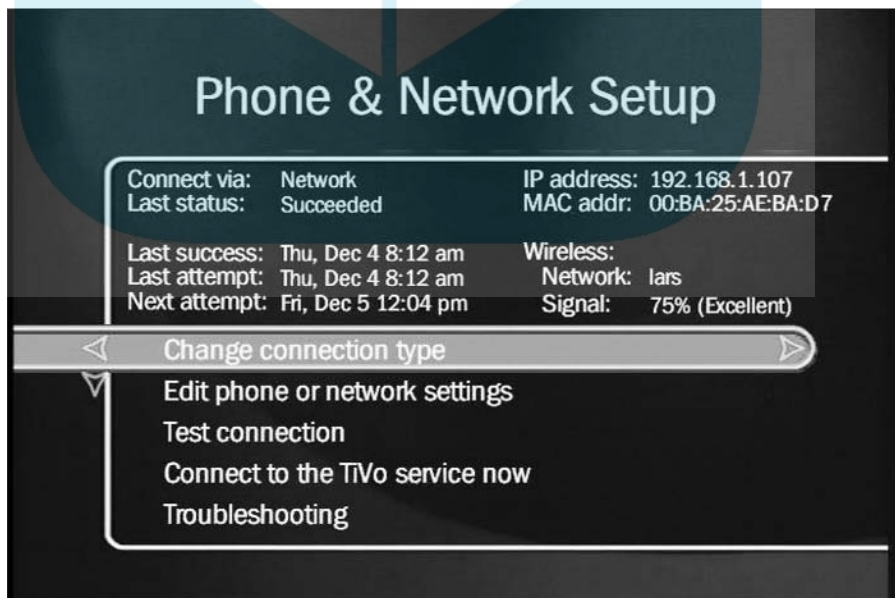 Phone & Network Setup
Connect via: Network IP address: 192.168.1.107
Last status: Succeeded MAC addr: 00:BA:25:AE:BA:D7
Last success: Thu, Dec 4 8:12 am Wireless:
Last attempt: Thu, Dec 4 8:12 am Network: lars
Next attempt: Fri, Dec 5 12:04 pm Signal: 75% (Excellent)
Change connection type
Edit phone or network settings
Test connection
Connect to the TiVo service now
Troubleshooting